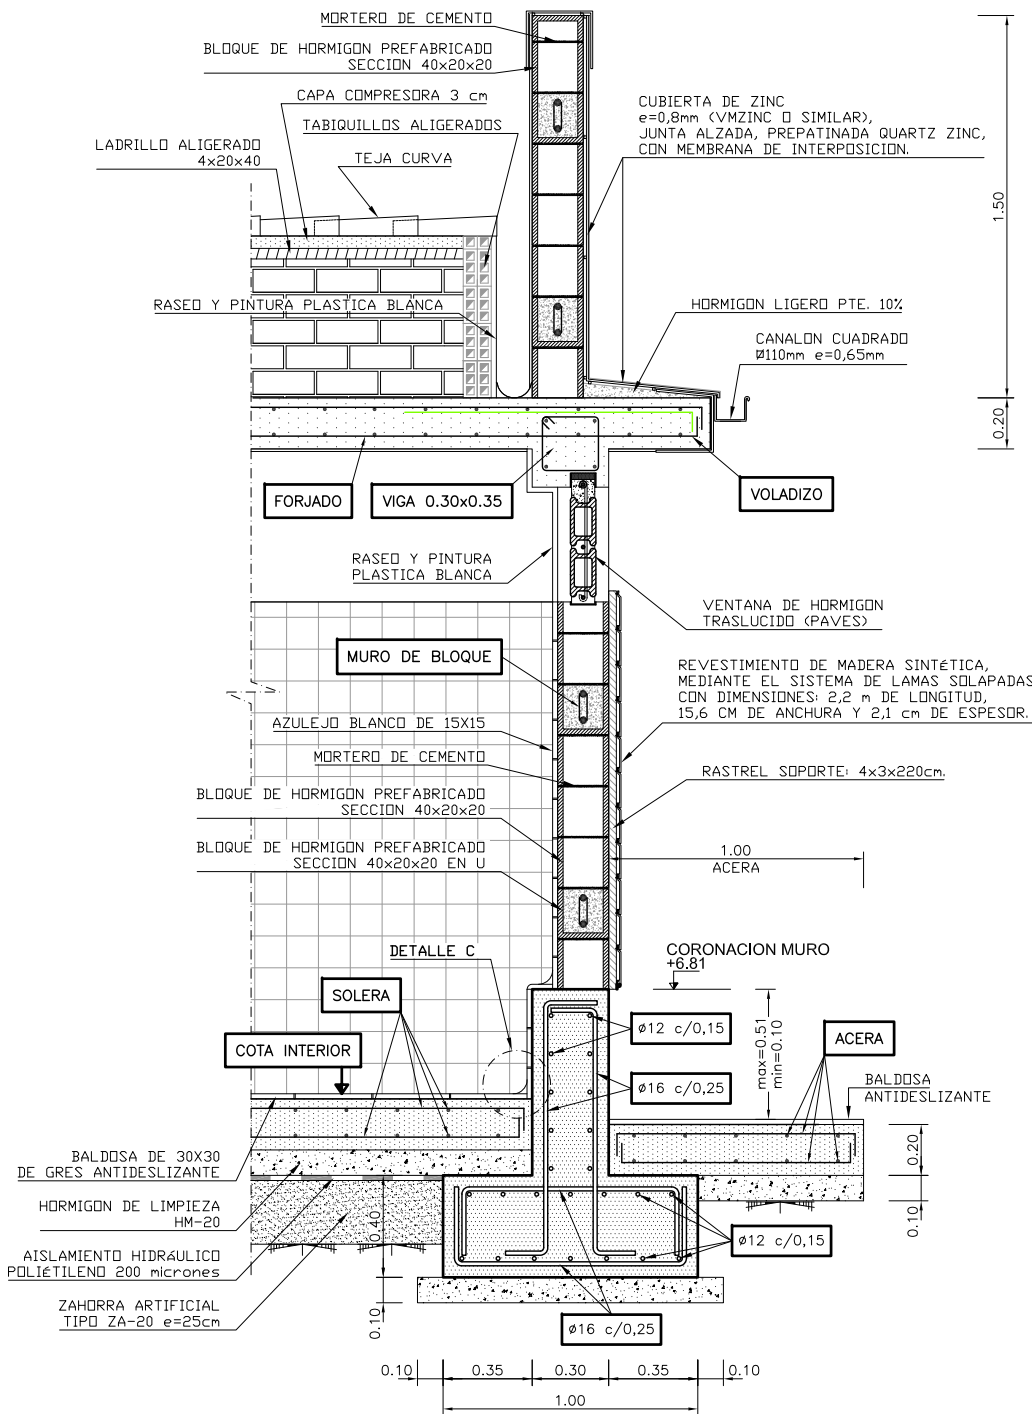 MORTERO DE CEMENTO
BLOQUE DE HORMIGON PREFABRICADO
SECCION 40x20x20
CAPA COMPRESORA 3 cm
TABIQUILLOS ALIGERADOS
LADRILLO ALIGERADO
4x20x40
TEJA CURVA
CUBIERTA DE ZINC
e=0,8mm (VMZINC O SIMILAR),
JUNTA ALZADA, PREPATINADA QUARTZ ZINC,
CON MEMBRANA DE INTERPOSICION.
1.50
RASEO Y PINTURA PLASTICA BLANCA
HORMIGON LIGERO PTE. 10%
CANALON CUADRADO
Ø110mm e=0,65mm
0.20
FORJADO
VIGA 0.30x0.35
VOLADIZO
RASEO Y PINTURA
PLASTICA BLANCA
VENTANA DE HORMIGON
TRASLUCIDO (PAVES)
MURO DE BLOQUE
REVESTIMIENTO DE MADERA SINTéTICA,
MEDIANTE EL SISTEMA DE LAMAS SOLAPADAS
CON DIMENSIONES: 2,2 m DE LONGITUD,
15,6 CM DE ANCHURA Y 2,1 cm DE ESPESOR.
AZULEJO BLANCO DE 15X15
MORTERO DE CEMENTO
RASTREL SOPORTE: 4x3x220cm.
BLOQUE DE HORMIGON PREFABRICADO
SECCION 40x20x20
BLOQUE DE HORMIGON PREFABRICADO
SECCION 40x20x20 EN U
1.00
ACERA
DETALLE C
CORONACION MURO
+6.81
SOLERA
COTA INTERIOR
Ø12 c/0,15
max=0.51
min=0.10
ACERA
Ø16 c/0,25
BALDOSA
ANTIDESLIZANTE
BALDOSA DE 30X30
DE GRES ANTIDESLIZANTE
0.20
HORMIGON DE LIMPIEZA
HM-20
0.40
0.10
Ø12 c/0,15
AISLAMIENTO HIDRáULICO
POLIéTILENO 200 micrones
ZAHORRA ARTIFICIAL
TIPO ZA-20 e=25cm
0.10
Ø16 c/0,25
0.10
0.35
0.30
0.35
0.10
1.00